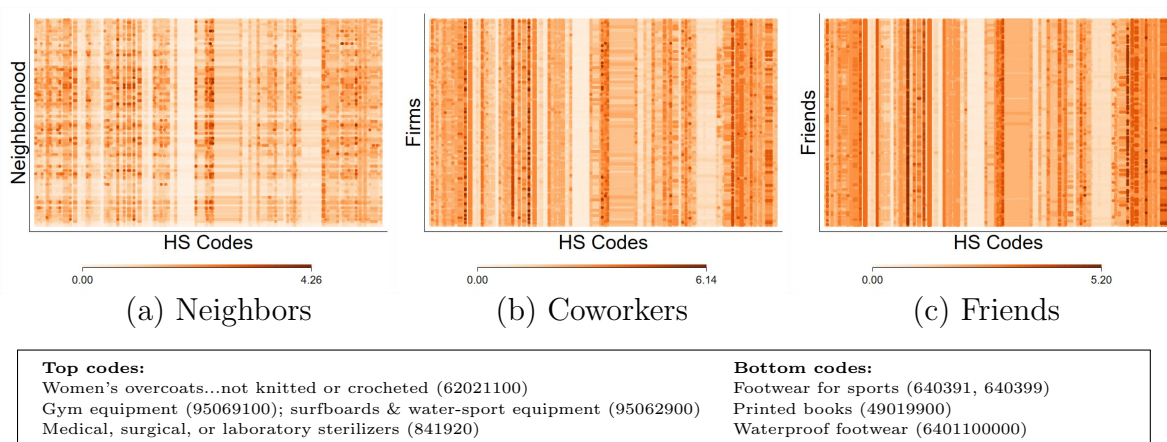 Neighborhood
HS Codes
0.00 4.26
(a) Neighbors
Firms
HS Codes
0.00 6.14
(b) Coworkers
Friends
HS Codes
0.00 5.20
(c) Friends
Top codes:
Women's overcoats...not knitted or crocheted (62021100)
Gym equipment (95069100); surfboards & water-sport equipment (95062900)
Medical, surgical, or laboratory sterilizers (841920)
Bottom codes:
Footwear for sports (640391, 640399)
Printed books (49019900)
Waterproof footwear (6401100000)